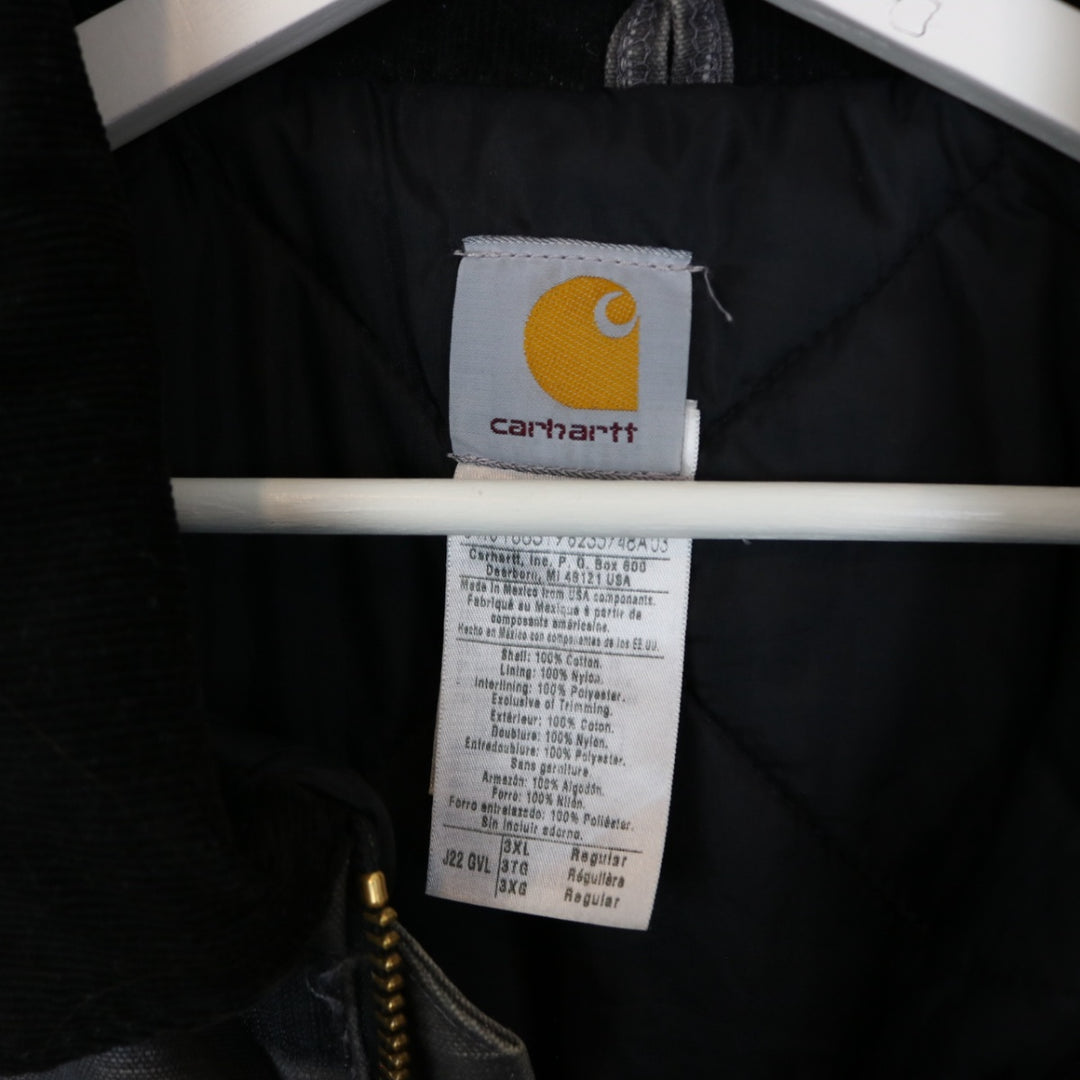 carhartt
Carhartt, Inc. P. O. Box 600
Dearborn, MI 48121 USA
Made in Mexico from USA components.
Fabriqué au Mexique à partir de
composants américains.
Hecho en México con componentes de los EE.UU.
Shell: 100% Cotton.
Lining: 100% Nylon.
Interlining: 100% Polyester.
Exclusive of Trimming.
Extérieur: 100% Coton.
Doublure: 100% Nylon.
Entredoublure: 100% Polyester.
Sans garniture.
Armazón: 100% Algodón.
Forro: 100% Nilón.
Forro entrelazado: 100% Poliéster.
Sin incluir adorno.
J22 GVL 3XL Regular
3TG Régulière
3XG Regular